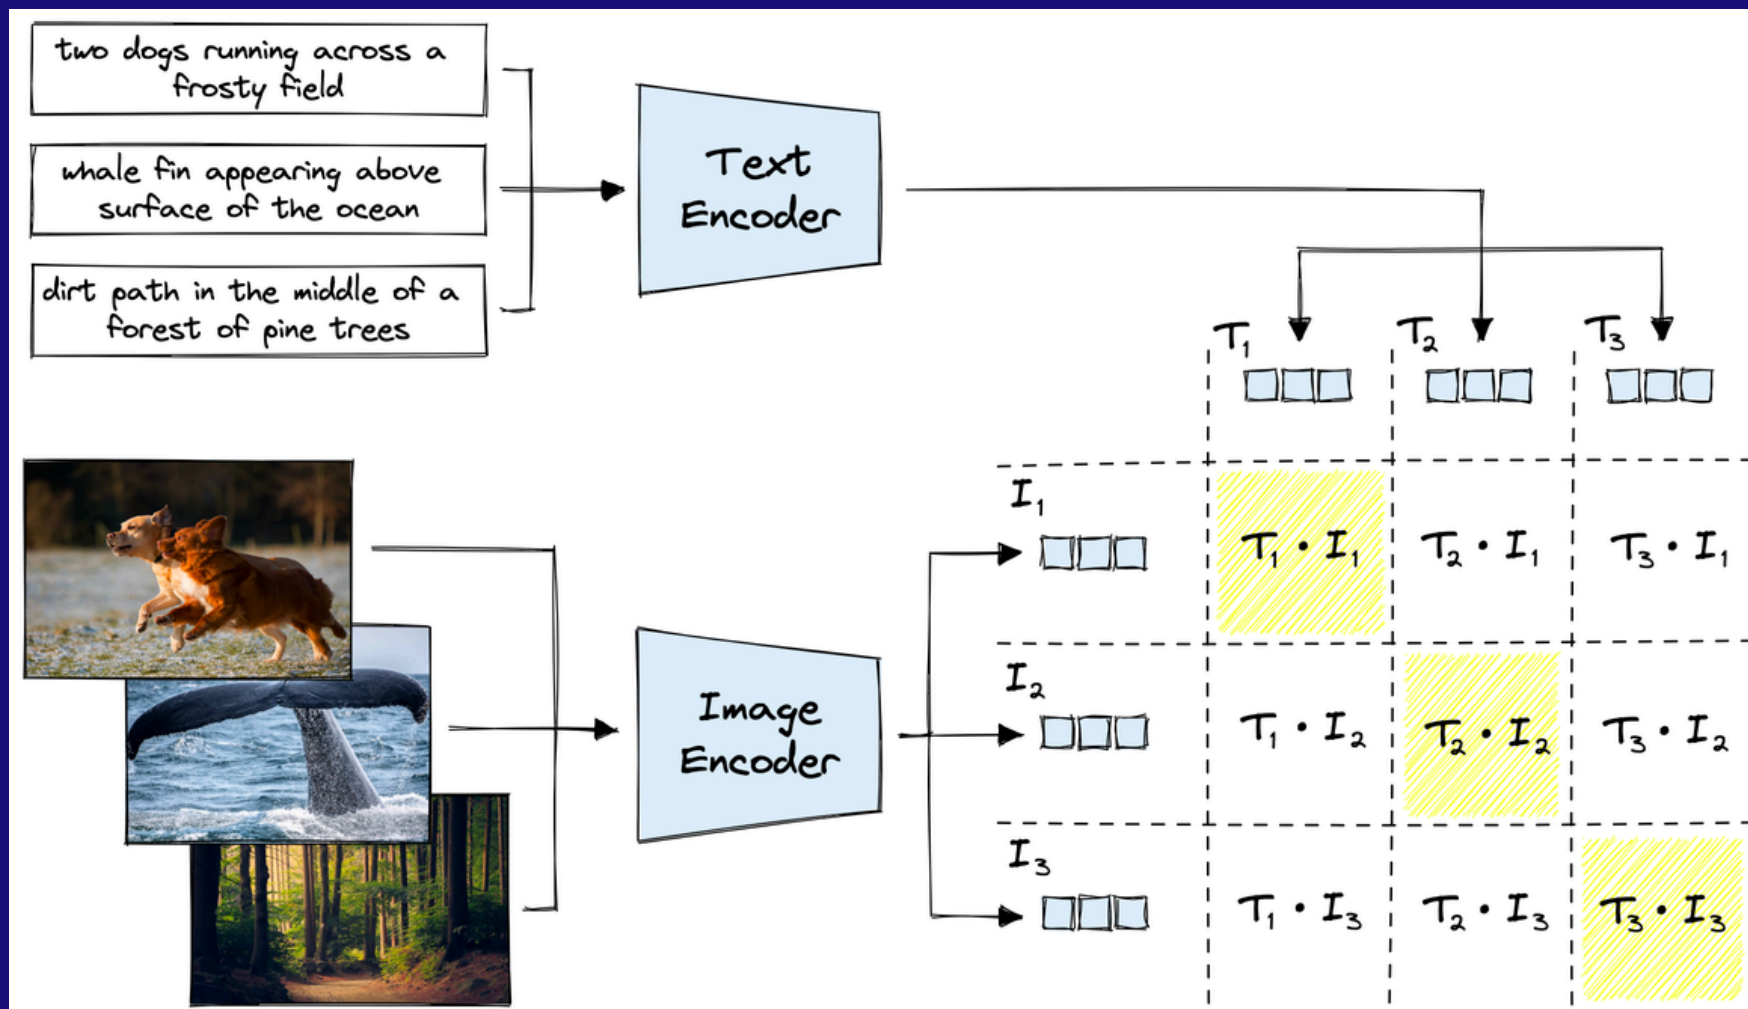 two dogs running across a
frosty field
whale fin appearing above
surface of the ocean
dirt path in the middle of a
forest of pine trees
Text
Encoder
T₁
T₂
T₃
I₁
T₁ · I₁
T₂ · I₁
T₃ · I₁
Image
Encoder
I₂
T₁ · I₂
T₂ · I₂
T₃ · I₂
I₃
T₁ · I₃
T₂ · I₃
T₃ · I₃